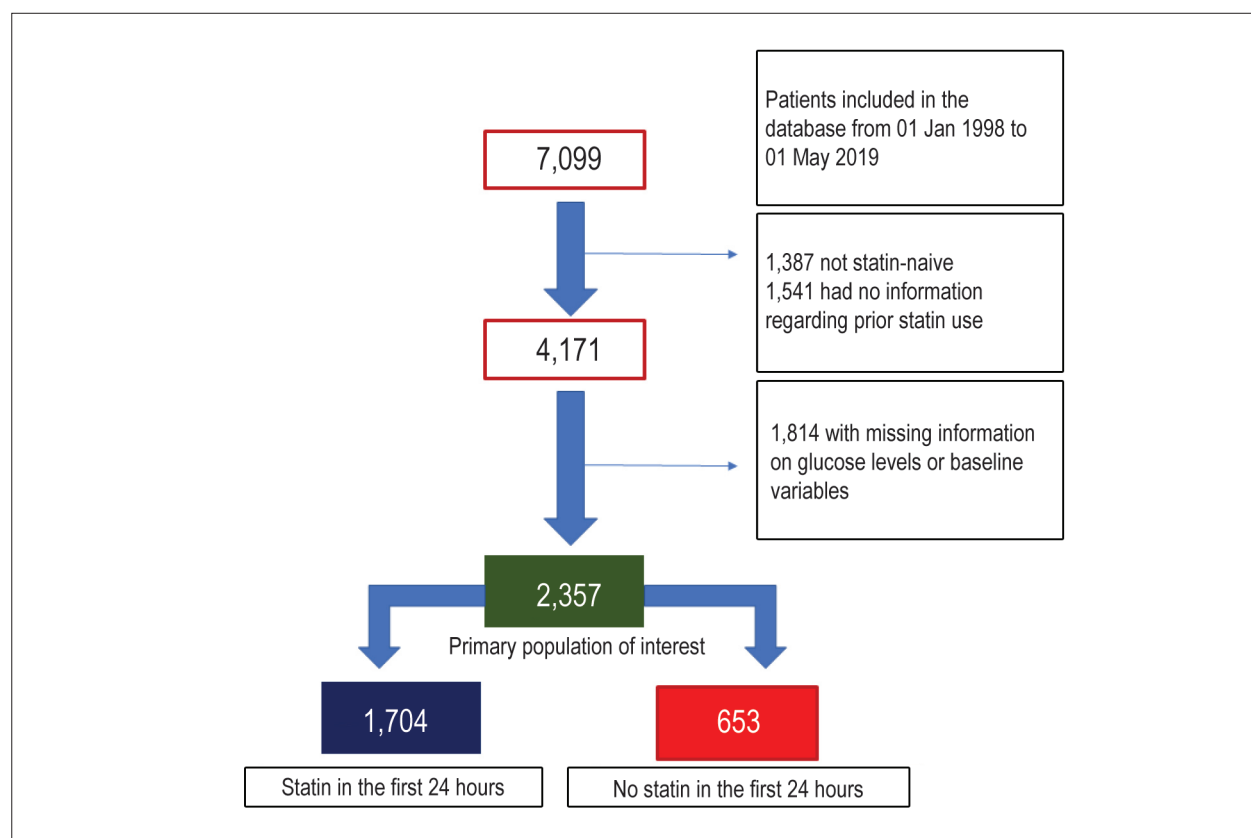 Patients included in the
database from 01 Jan 1998 to
01 May 2019
7,099
1,387 not statin-naive
1,541 had no information
regarding prior statin use
4,171
1,814 with missing information
on glucose levels or baseline
variables
2,357
Primary population of interest
1,704
653
Statin in the first 24 hours
No statin in the first 24 hours